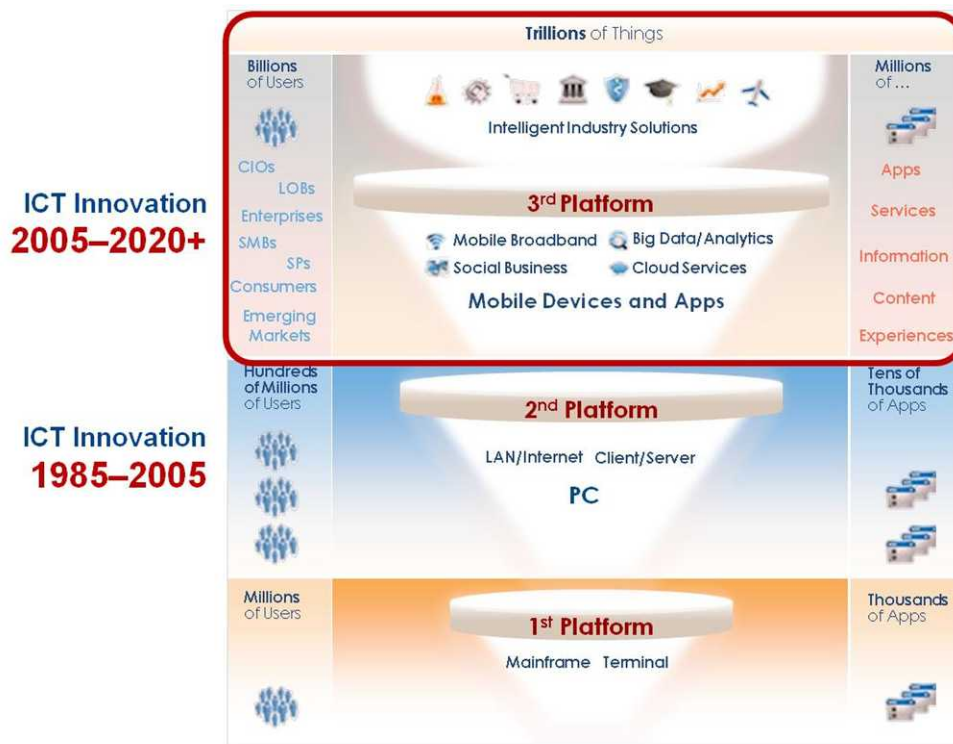 Trillions of Things
Billions
of Users
Millions
of ...
Intelligent Industry Solutions
CIOs
LOBs
Enterprises
SMBs
SPs
Consumers
Emerging
Markets
ICT Innovation
2005–2020+
3rd Platform
Mobile Broadband
Big Data/Analytics
Social Business
Cloud Services
Mobile Devices and Apps
Apps
Services
Information
Content
Experiences
Hundreds
of Millions
of Users
2nd Platform
Tens of
Thousands
of Apps
ICT Innovation
1985–2005
LAN/Internet Client/Server
PC
Millions
of Users
1st Platform
Thousands
of Apps
Mainframe Terminal